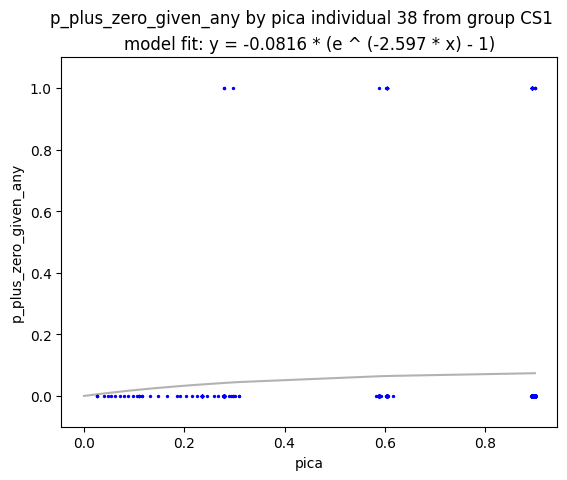 p_plus_zero_given_any by pica individual 38 from group CS1
model fit: y = -0.0816 * (e ^ (-2.597 * x) - 1)
1.0
0.8
0.6
0.4
0.2
0.0
p_plus_zero_given_any
0.0 0.2 0.4 0.6 0.8
pica